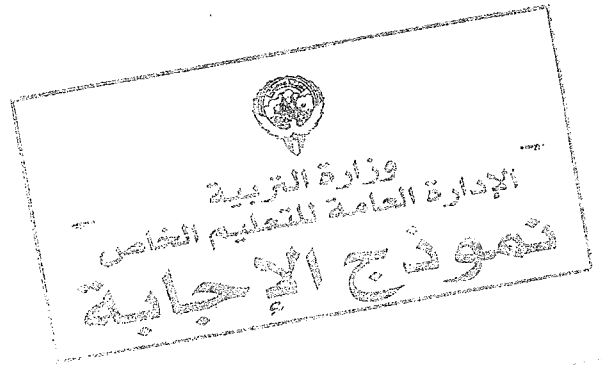 وزارة التربية
الإدارة العامة للتعليم الخاص
نموذج الإجابة